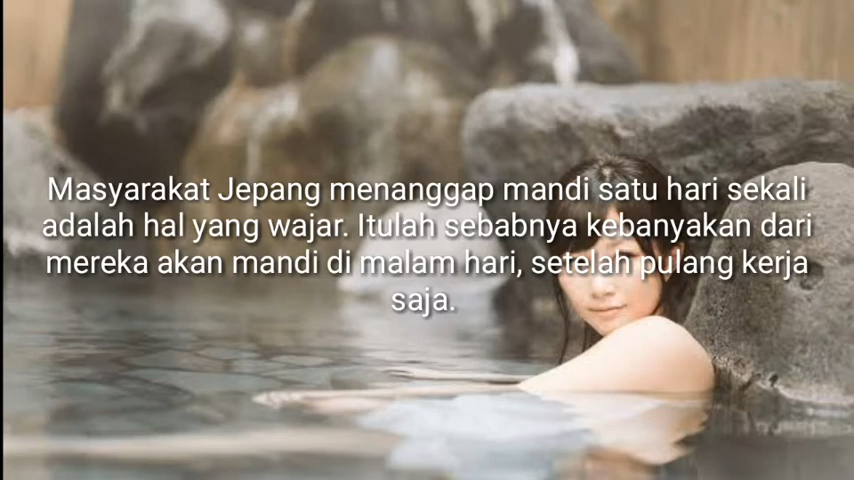 Masyarakat Jepang menanggap mandi satu hari sekali
adalah hal yang wajar. Itulah sebabnya kebanyakan dari
mereka akan mandi di malam hari, setelah pulang kerja
saja.